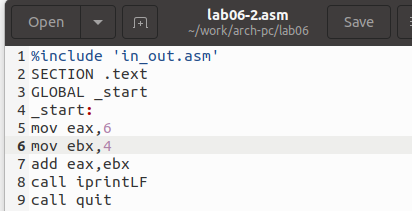 Open
lab06-2.asm
~/work/arch-pc/lab06
Save
1 %include 'in_out.asm'
2 SECTION .text
3 GLOBAL _start
4 _start:
5 mov eax,6
6 mov ebx,4
7 add eax,ebx
8 call iprintLF
9 call quit